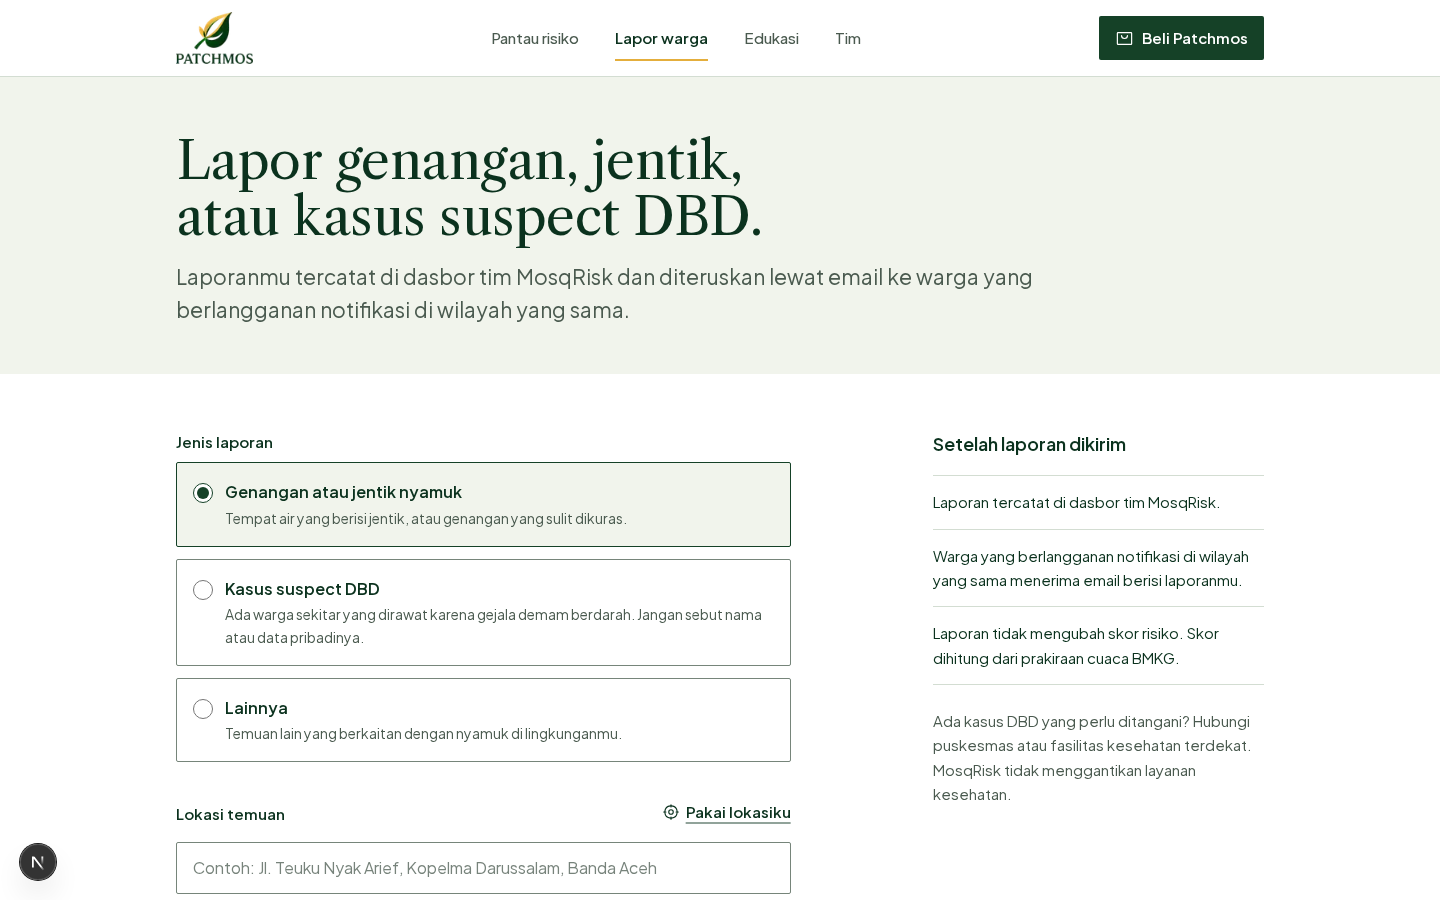 PATCHMOS
Pantau risiko
Lapor warga
Edukasi
Tim
Beli Patchmos
Lapor genangan, jentik,
atau kasus suspect DBD.
Laporanmu tercatat di dasbor tim MosqRisk dan diteruskan lewat email ke warga yang
berlangganan notifikasi di wilayah yang sama.
Jenis laporan
Genangan atau jentik nyamuk
Tempat air yang berisi jentik, atau genangan yang sulit dikuras.
Kasus suspect DBD
Ada warga sekitar yang dirawat karena gejala demam berdarah. Jangan sebut nama
atau data pribadinya.
Lainnya
Temuan lain yang berkaitan dengan nyamuk di lingkunganmu.
Lokasi temuan
Pakai lokasiku
Contoh: Jl. Teuku Nyak Arief, Kopelma Darussalam, Banda Aceh
Setelah laporan dikirim
Laporan tercatat di dasbor tim MosqRisk.
Warga yang berlangganan notifikasi di wilayah
yang sama menerima email berisi laporanmu.
Laporan tidak mengubah skor risiko. Skor
dihitung dari prakiraan cuaca BMKG.
Ada kasus DBD yang perlu ditangani? Hubungi
puskesmas atau fasilitas kesehatan terdekat.
MosqRisk tidak menggantikan layanan
kesehatan.
N